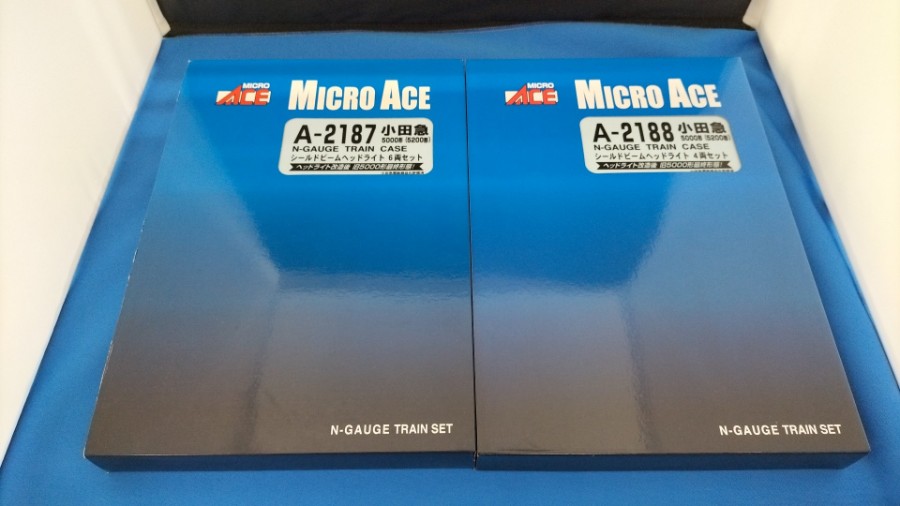 MICRO
ACE
MICRO ACE
A-2187 小田急
5000形(5200形)
N-GAUGE TRAIN CASE
シールドビームヘッドライト 6両セット
ヘッドライト改造後 旧5000形最終形態!
N-GAUGE TRAIN SET
MICRO
ACE
MICRO ACE
A-2188 小田急
5000形(5200形)
N-GAUGE TRAIN CASE
シールドビームヘッドライト 4両セット
ヘッドライト改造後 旧5000形最終形態!
N-GAUGE TRAIN SET